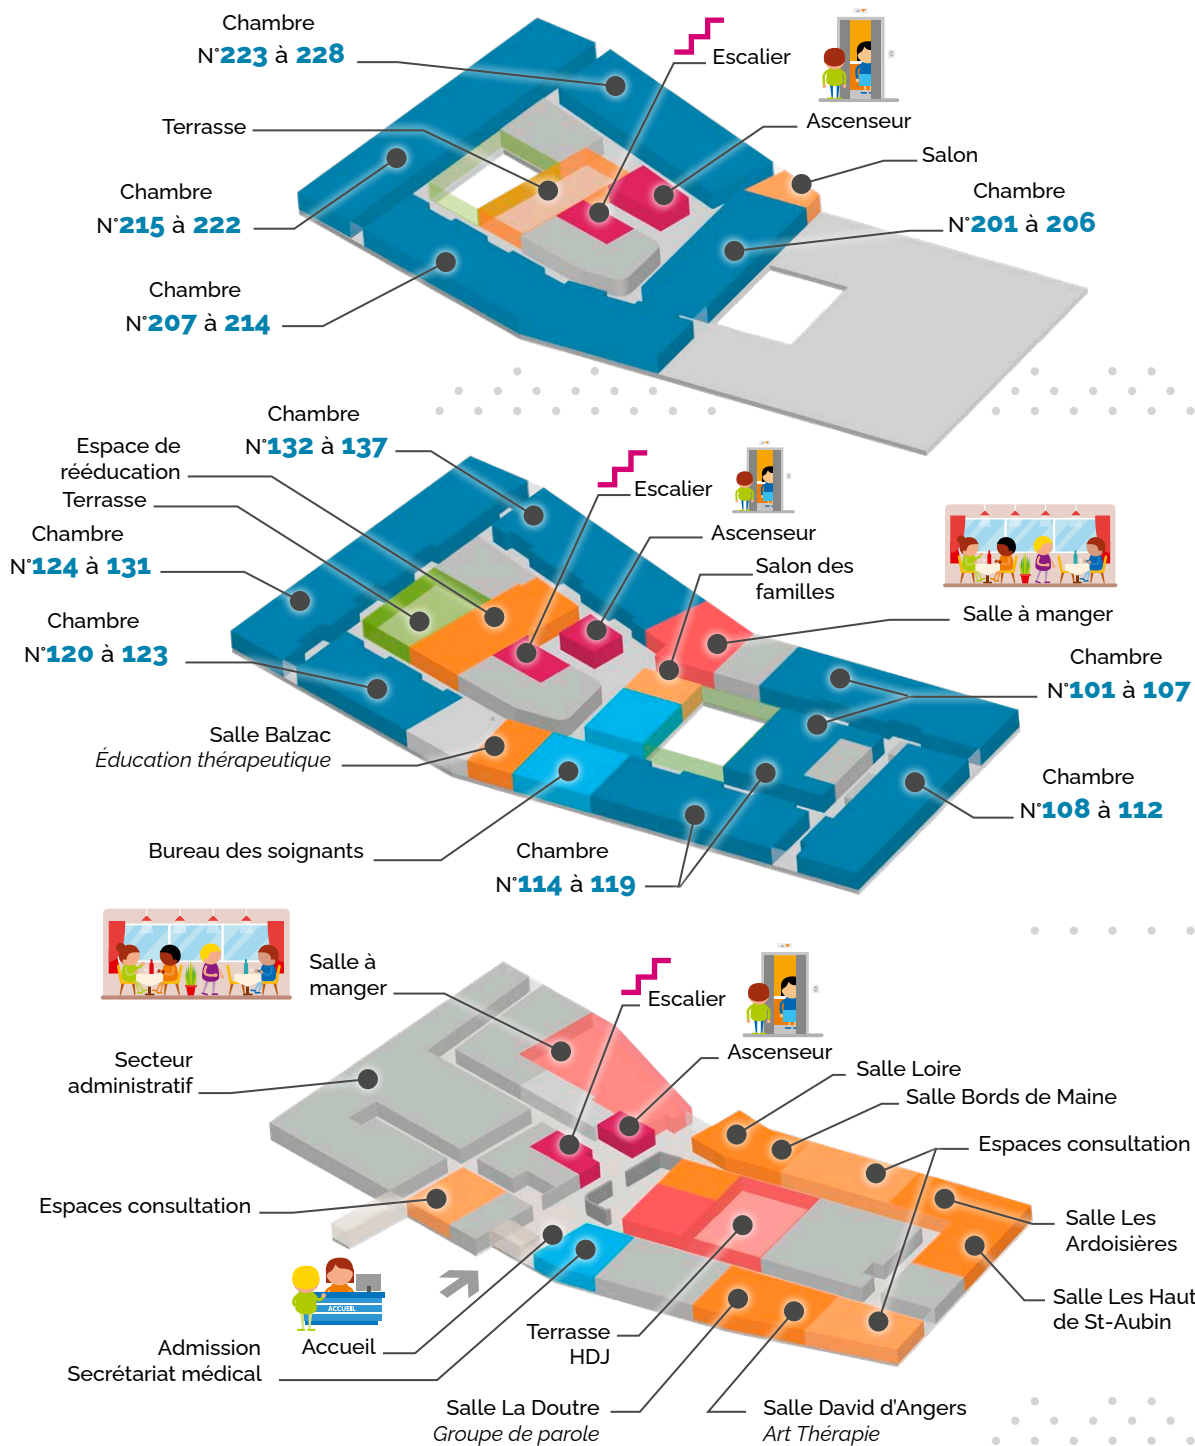 Chambre
N°223 à 228
Escalier
Ascenseur
Terrasse
Salon
Chambre
N°215 à 222
Chambre
N°201 à 206
Chambre
N°207 à 214
Chambre
N°132 à 137
Espace de
rééducation
Terrasse
Escalier
Ascenseur
Chambre
N°124 à 131
Salon des
familles
Salle à manger
Chambre
N°120 à 123
Chambre
N°101 à 107
Salle Balzac
Éducation thérapeutique
Chambre
N°108 à 112
Bureau des soignants
Chambre
N°114 à 119
Salle à
manger
Escalier
Ascenseur
Secteur
administratif
Salle Loire
Salle Bords de Maine
Espaces consultation
Espaces consultation
Salle Les
Ardoisières
Salle Les Haut
de St-Aubin
ACCUEIL
Accueil
Admission
Secrétariat médical
Terrasse
HDJ
Salle La Doutre
Groupe de parole
Salle David d'Angers
Art Thérapie